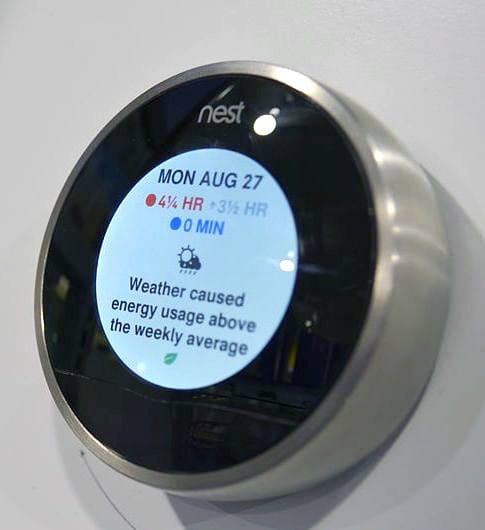 nest
MON AUG 27
4¼ HR +3½ HR
0 MIN
Weather caused
energy usage above
the weekly average